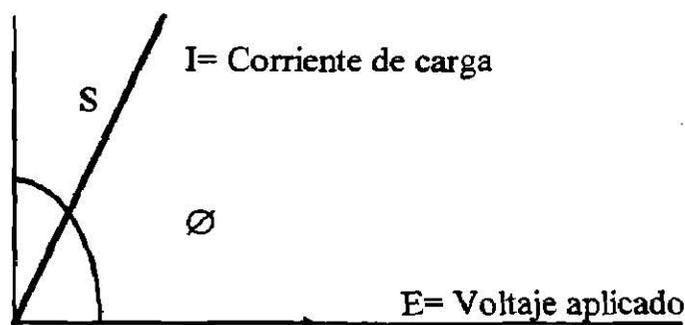 I= Corriente de carga
S
Ø
E= Voltaje aplicado